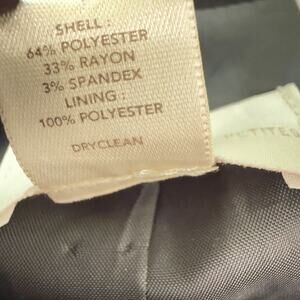 SHELL :
64% POLYESTER
33% RAYON
3% SPANDEX
LINING :
100% POLYESTER
DRYCLEAN
PETITES